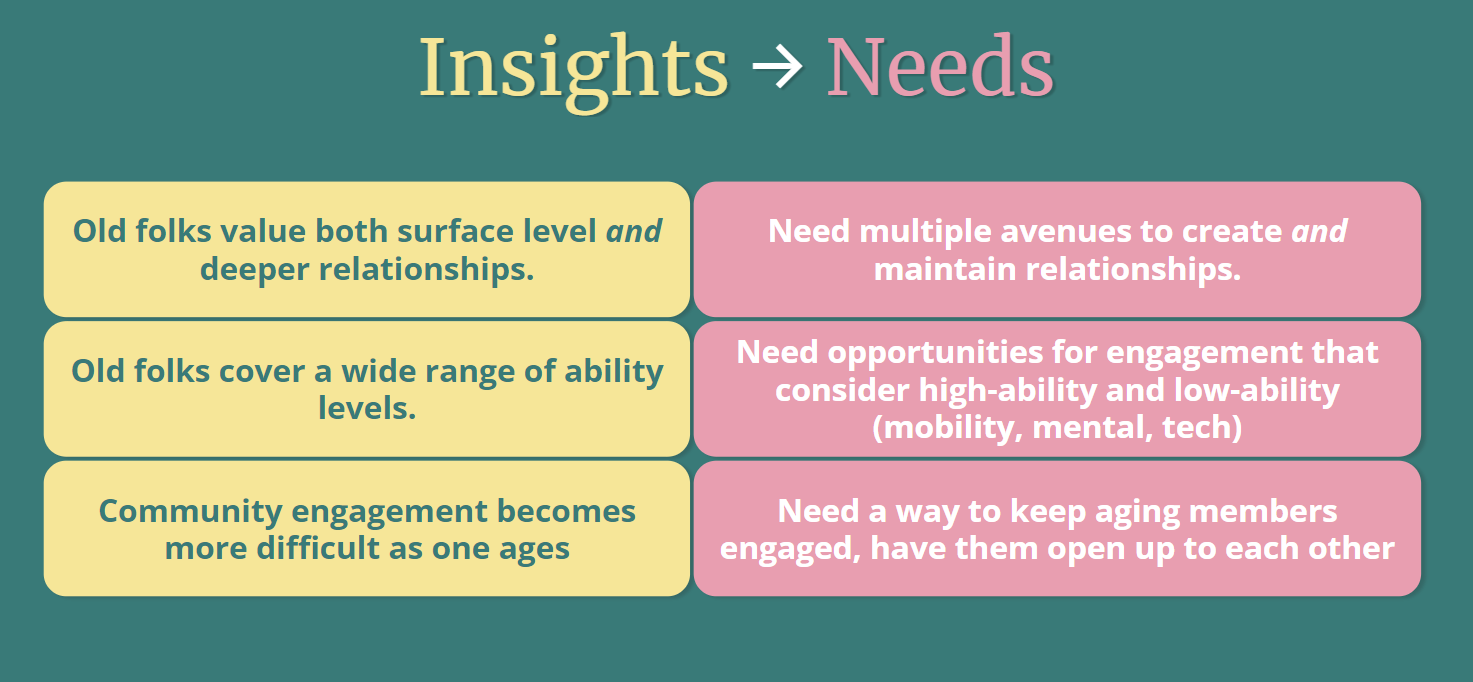 Insights → Needs
Old folks value both surface level and
deeper relationships.
Need multiple avenues to create and
maintain relationships.
Old folks cover a wide range of ability
levels.
Need opportunities for engagement that
consider high-ability and low-ability
(mobility, mental, tech)
Community engagement becomes
more difficult as one ages
Need a way to keep aging members
engaged, have them open up to each other